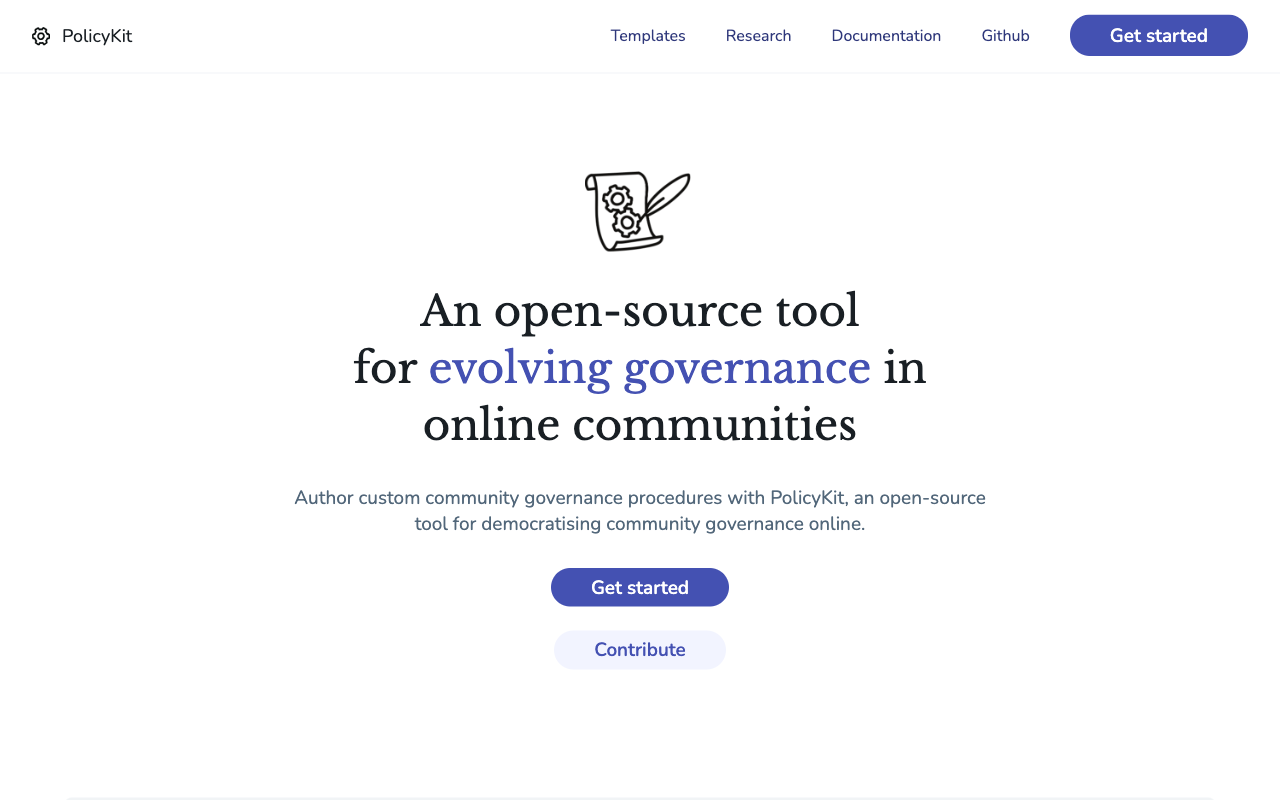 PolicyKit
Templates
Research
Documentation
Github
Get started
An open-source tool
for evolving governance in
online communities
Author custom community governance procedures with PolicyKit, an open-source
tool for democratising community governance online.
Get started
Contribute